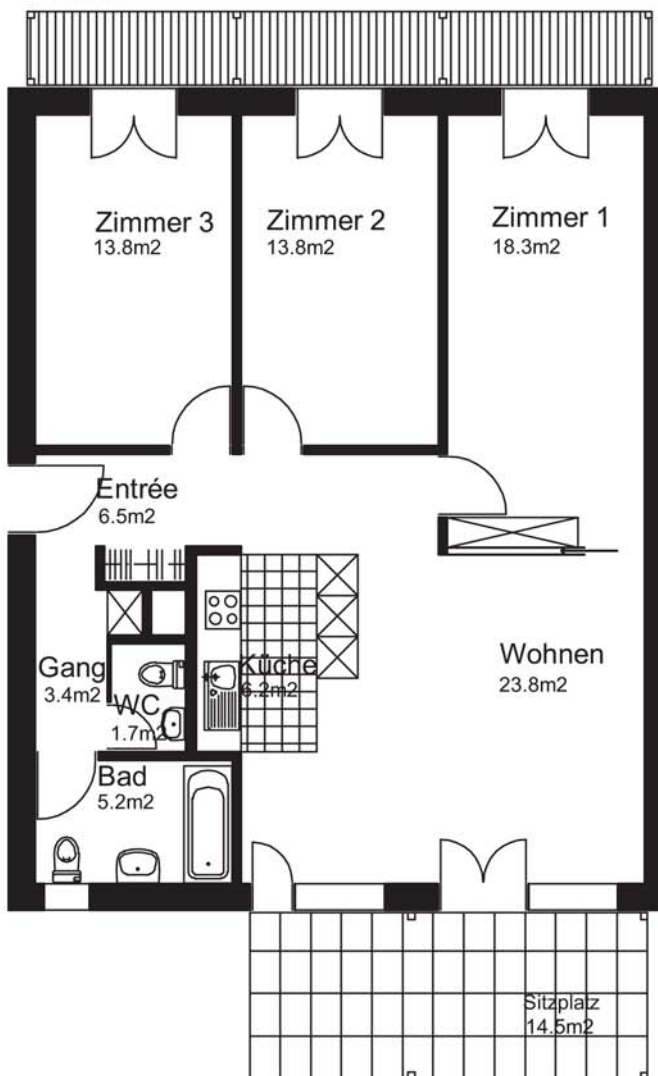 Zimmer 3
13.8m2
Zimmer 2
13.8m2
Zimmer 1
18.3m2
Entrée
6.5m2
Gang
3.4m2
WC
1.7m2
Küche
6.2m2
Wohnen
23.8m2
Bad
5.2m2
Sitzplatz
14.5m2